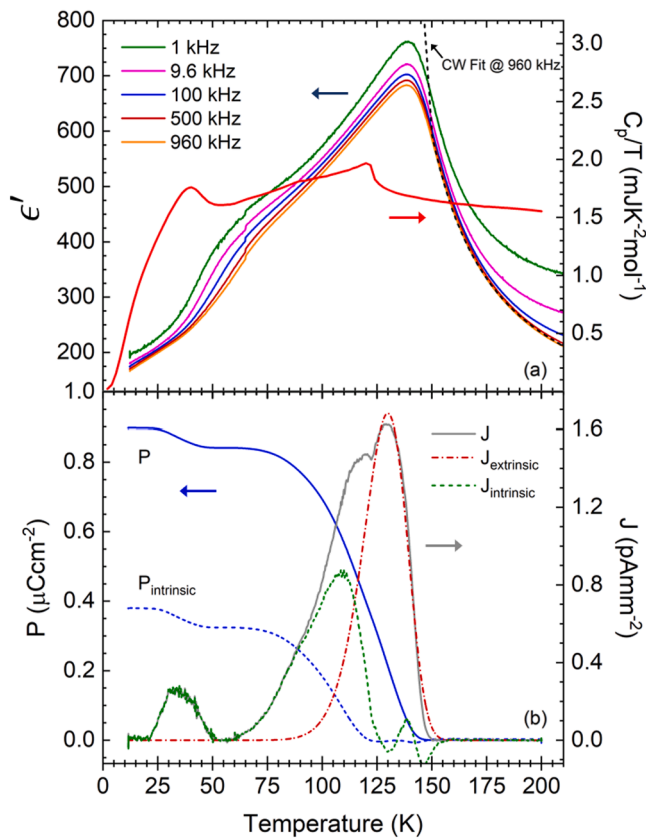 800
700
600
500
400
300
200
1.0
ϵ′
1 kHz
9.6 kHz
100 kHz
500 kHz
960 kHz
CW Fit @ 960 kHz
3.0
2.5
2.0
1.5
1.0
0.5
Cp/T (mJK⁻²mol⁻¹)
(a)
0.8
0.6
0.4
0.2
0.0
P (μCcm⁻²)
P
Pintrinsic
J
Jextrinsic
Jintrinsic
1.6
1.2
0.8
0.4
0.0
J (pAmm⁻²)
(b)
0 25 50 75 100 125 150 175 200
Temperature (K)